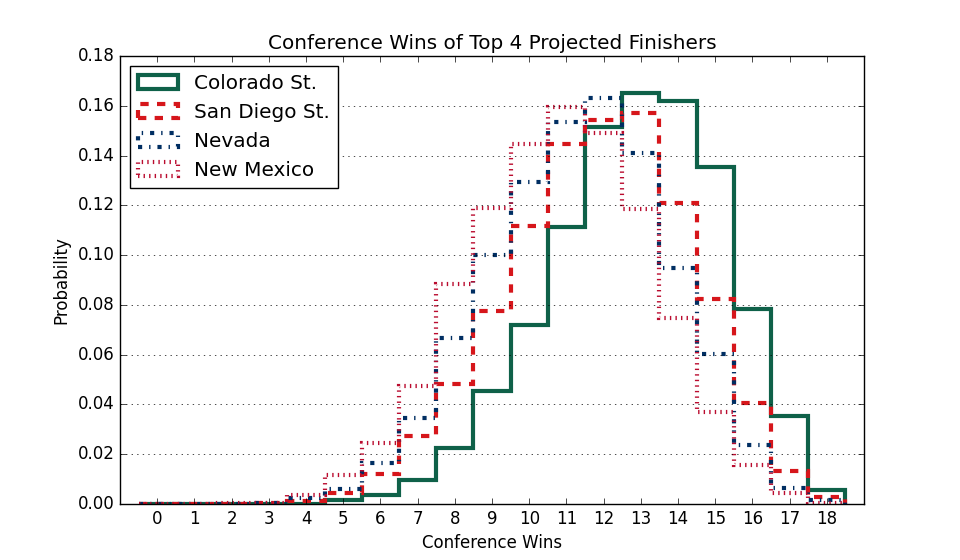 Conference Wins of Top 4 Projected Finishers
0.18
0.16
0.14
0.12
0.10
0.08
0.06
0.04
0.02
0.00
Probability
Colorado St.
San Diego St.
Nevada
New Mexico
0 1 2 3 4 5 6 7 8 9 10 11 12 13 14 15 16 17 18
Conference Wins